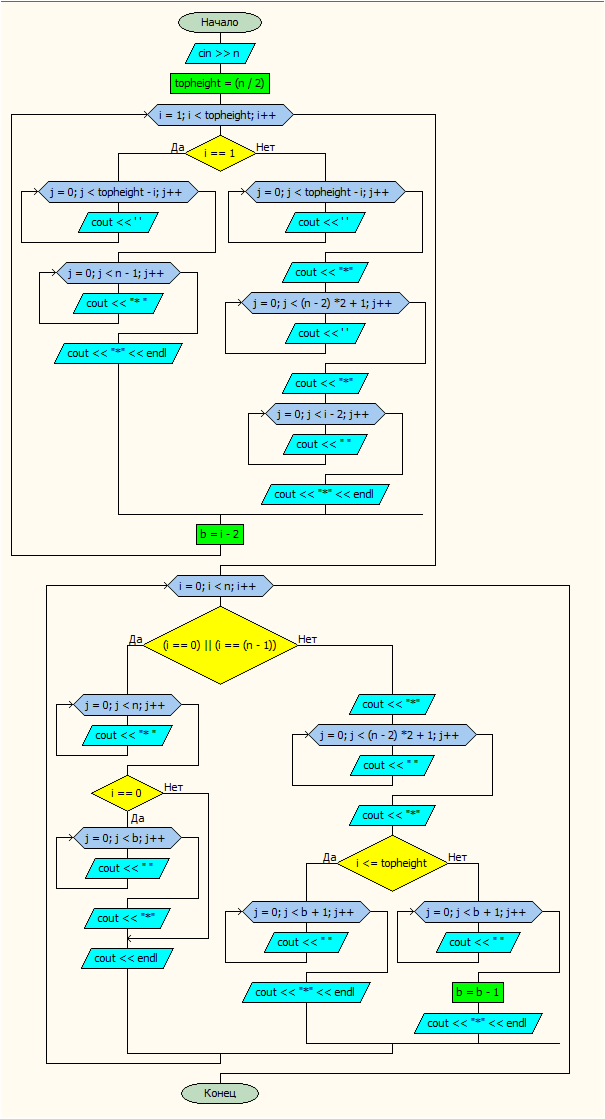 Начало
cin >> n
topheight = (n / 2)
i = 1; i < topheight; i++
Да
i == 1
Нет
j = 0; j < topheight - i; j++
j = 0; j < topheight - i; j++
cout << ' '
cout << ' '
j = 0; j < n - 1; j++
cout << "*"
cout << "* "
j = 0; j < (n - 2) *2 + 1; j++
cout << ' '
cout << "*" << endl
cout << "*"
j = 0; j < i - 2; j++
cout << " "
cout << "*" << endl
b = i - 2
i = 0; i < n; i++
Да
(i == 0) || (i == (n - 1))
Нет
j = 0; j < n; j++
cout << "*"
cout << "* "
j = 0; j < (n - 2) *2 + 1; j++
cout << " "
i == 0
Нет
Да
cout << "*"
j = 0; j < b; j++
cout << " "
Да
i <= topheight
Нет
cout << "*"
j = 0; j < b + 1; j++
j = 0; j < b + 1; j++
cout << " "
cout << " "
cout << endl
cout << "*" << endl
b = b - 1
cout << "*" << endl
Конец